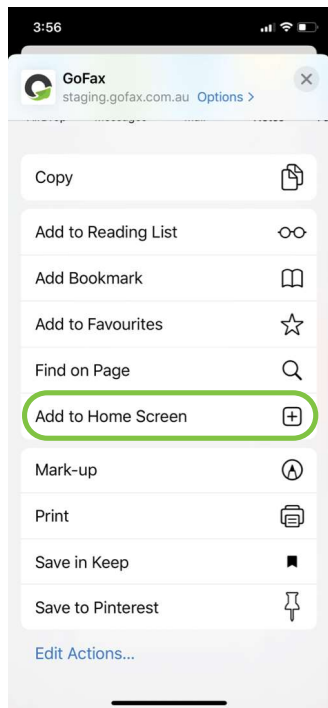 3:56
GoFax
staging.gofax.com.au Options >
Copy
Add to Reading List
Add Bookmark
Add to Favourites
Find on Page
Add to Home Screen
Mark-up
Print
Save in Keep
Save to Pinterest
Edit Actions...